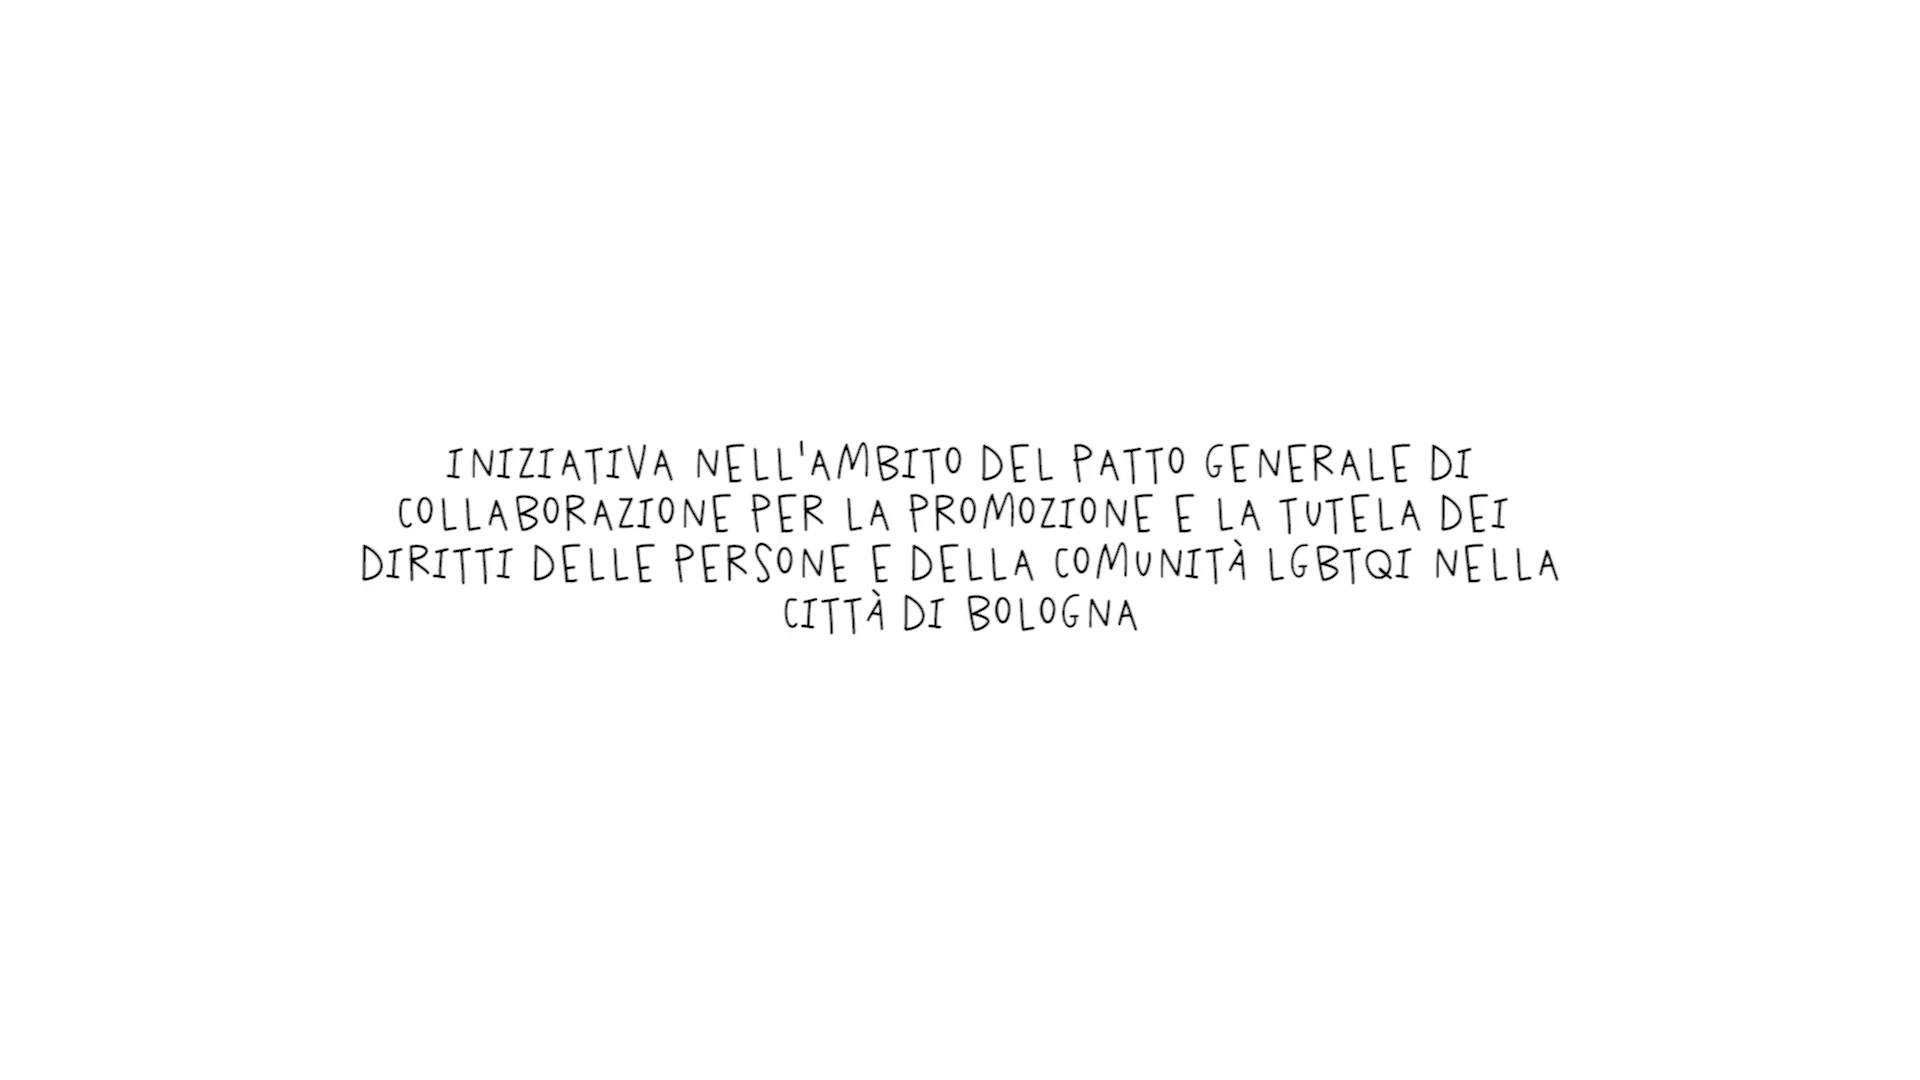 INIZIATIVA NELL'AMBITO DEL PATTO GENERALE DI
COLLABORAZIONE PER LA PROMOZIONE E LA TUTELA DEI
DIRITTI DELLE PERSONE E DELLA COMUNITÀ LGBTQI NELLA
CITTÀ DI BOLOGNA